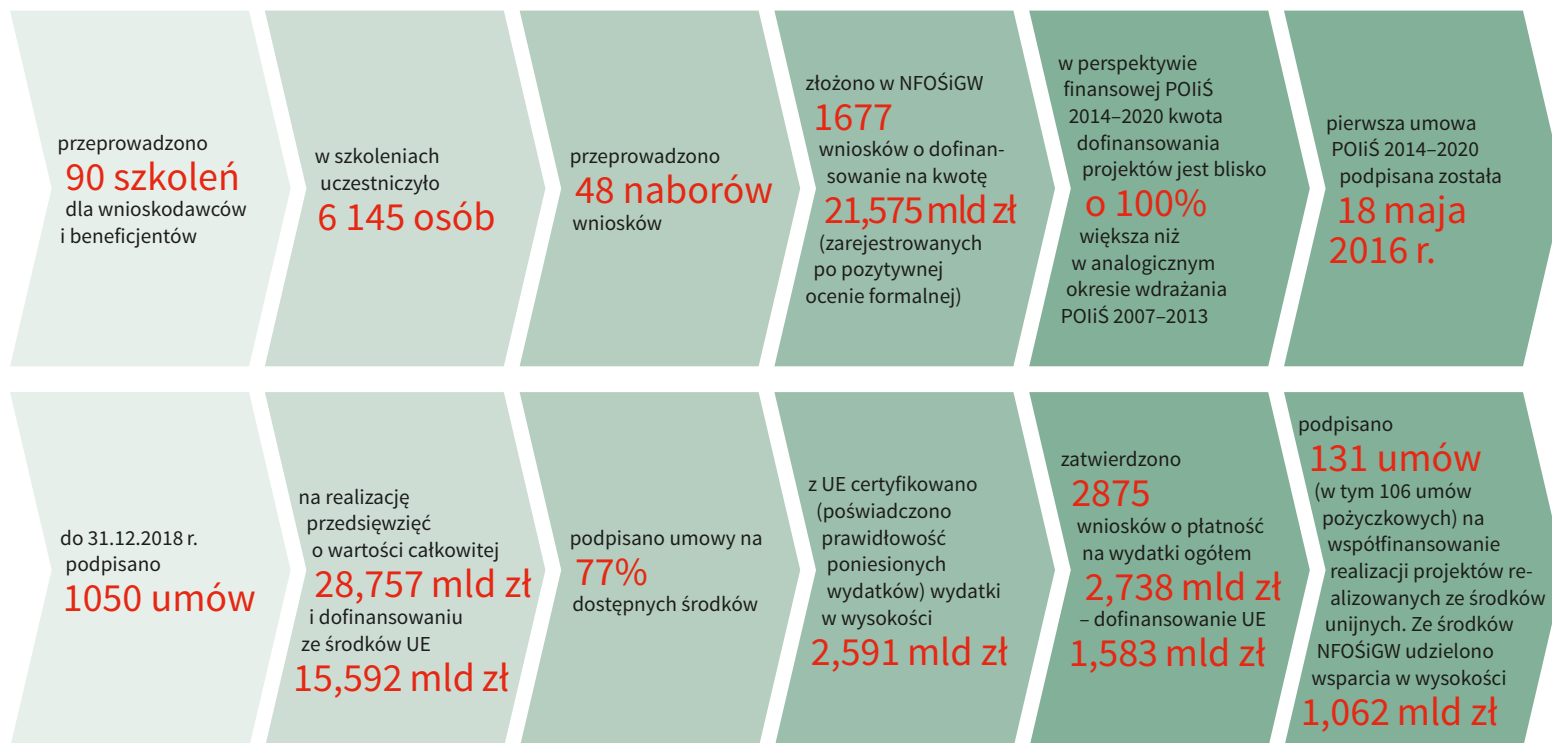 przeprowadzono
90 szkoleń
dla wnioskodawców
i beneficjentów
w szkoleniach
uczestniczyło
6 145 osób
przeprowadzono
48 naborów
wniosków
złożono w NFOŚiGW
1677
wniosków o dofinan-
sowanie na kwotę
21,575 mld zł
(zarejestrowanych
po pozytywnej
ocenie formalnej)
w perspektywie
finansowej POIiŚ
2014–2020 kwota
dofinansowania
projektów jest blisko
o 100%
większa niż
w analogicznym
okresie wdrażania
POIiŚ 2007–2013
pierwsza umowa
POIiŚ 2014–2020
podpisana została
18 maja
2016 r.
do 31.12.2018 r.
podpisano
1050 umów
na realizację
przedsięwzięć
o wartości całkowitej
28,757 mld zł
i dofinansowaniu
ze środków UE
15,592 mld zł
podpisano umowy na
77%
dostępnych środków
z UE certyfikowano
(poświadczono
prawidłowość
poniesionych
wydatków) wydatki
w wysokości
2,591 mld zł
zatwierdzono
2875
wniosków o płatność
na wydatki ogółem
2,738 mld zł
– dofinansowanie UE
1,583 mld zł
podpisano
131 umów
(w tym 106 umów
pożyczkowych) na
współfinansowanie
realizacji projektów re-
alizowanych ze środków
unijnych. Ze środków
NFOŚiGW udzielono
wsparcia w wysokości
1,062 mld zł